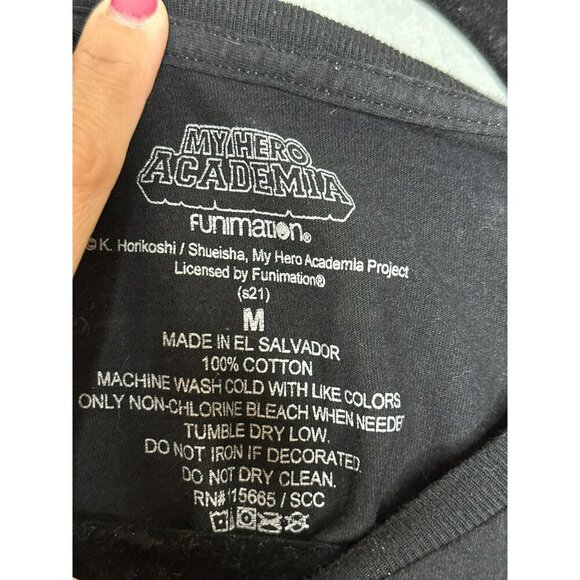 MY HERO
ACADEMIA
FUNIMATION®
©K. Horikoshi / Shueisha, My Hero Academia Project
Licensed by Funimation®
(s21)
M
MADE IN EL SALVADOR
100% COTTON
MACHINE WASH COLD WITH LIKE COLORS
ONLY NON-CHLORINE BLEACH WHEN NEEDE
TUMBLE DRY LOW.
DO NOT IRON IF DECORATED.
DO NOT DRY CLEAN.
RN# 115665 / SCC